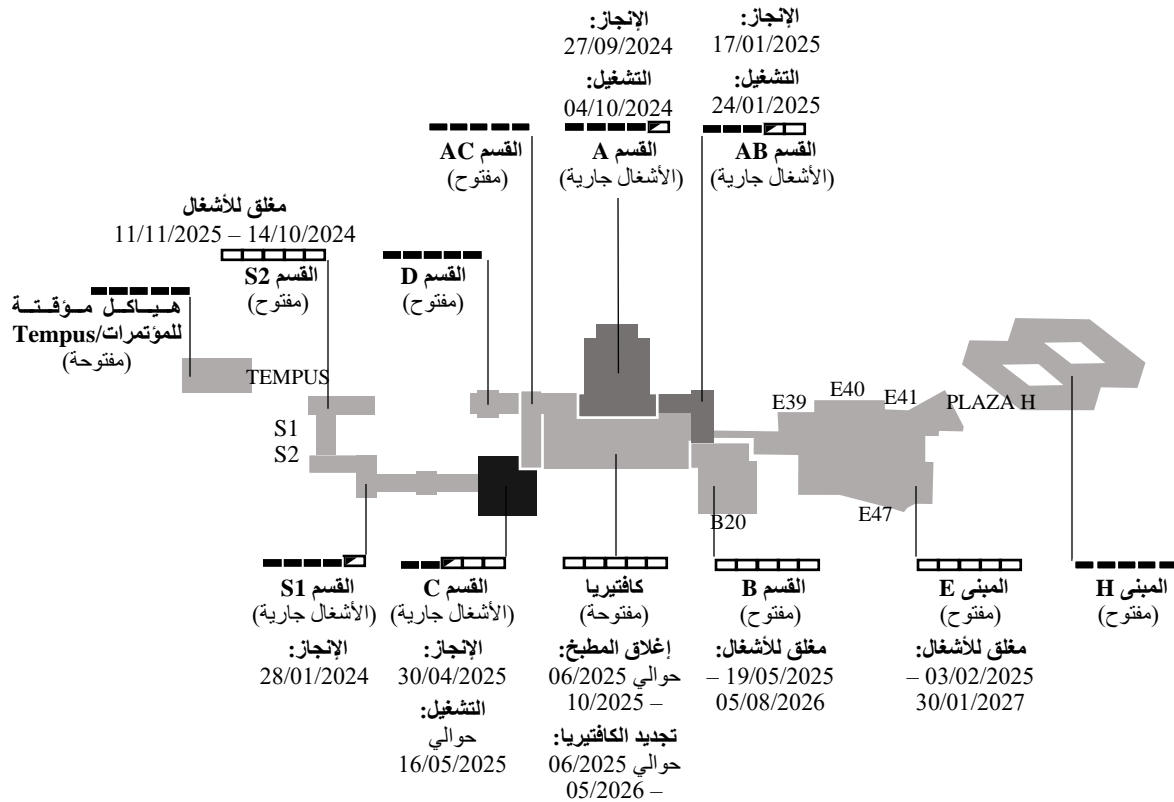 الإنجاز:
27/09/2024
التشغيل:
04/10/2024
القسم A
(الأشغال جارية)
الإنجاز:
17/01/2025
التشغيل:
24/01/2025
القسم AB
(الأشغال جارية)
القسم AC
(مفتوح)
مغلق للأشغال
14/10/2024 – 11/11/2025
القسم S2
(مفتوح)
القسم D
(مفتوح)
هـيـاكـل مـؤقـتـة
للمؤتمرات/Tempus
(مفتوحة)
TEMPUS
S1
S2
E39
E40
E41
PLAZA H
E47
B20
القسم S1
(الأشغال جارية)
الإنجاز:
28/01/2024
القسم C
(الأشغال جارية)
الإنجاز:
30/04/2025
التشغيل:
حوالي
16/05/2025
كافتيريا
(مفتوحة)
إغلاق المطبخ:
حوالي 06/2025
– 10/2025
تجديد الكافتيريا:
حوالي 06/2025
– 05/2026
القسم B
(مفتوح)
مغلق للأشغال:
19/05/2025 –
05/08/2026
المبنى E
(مفتوح)
مغلق للأشغال:
03/02/2025 –
30/01/2027
المبنى H
(مفتوح)